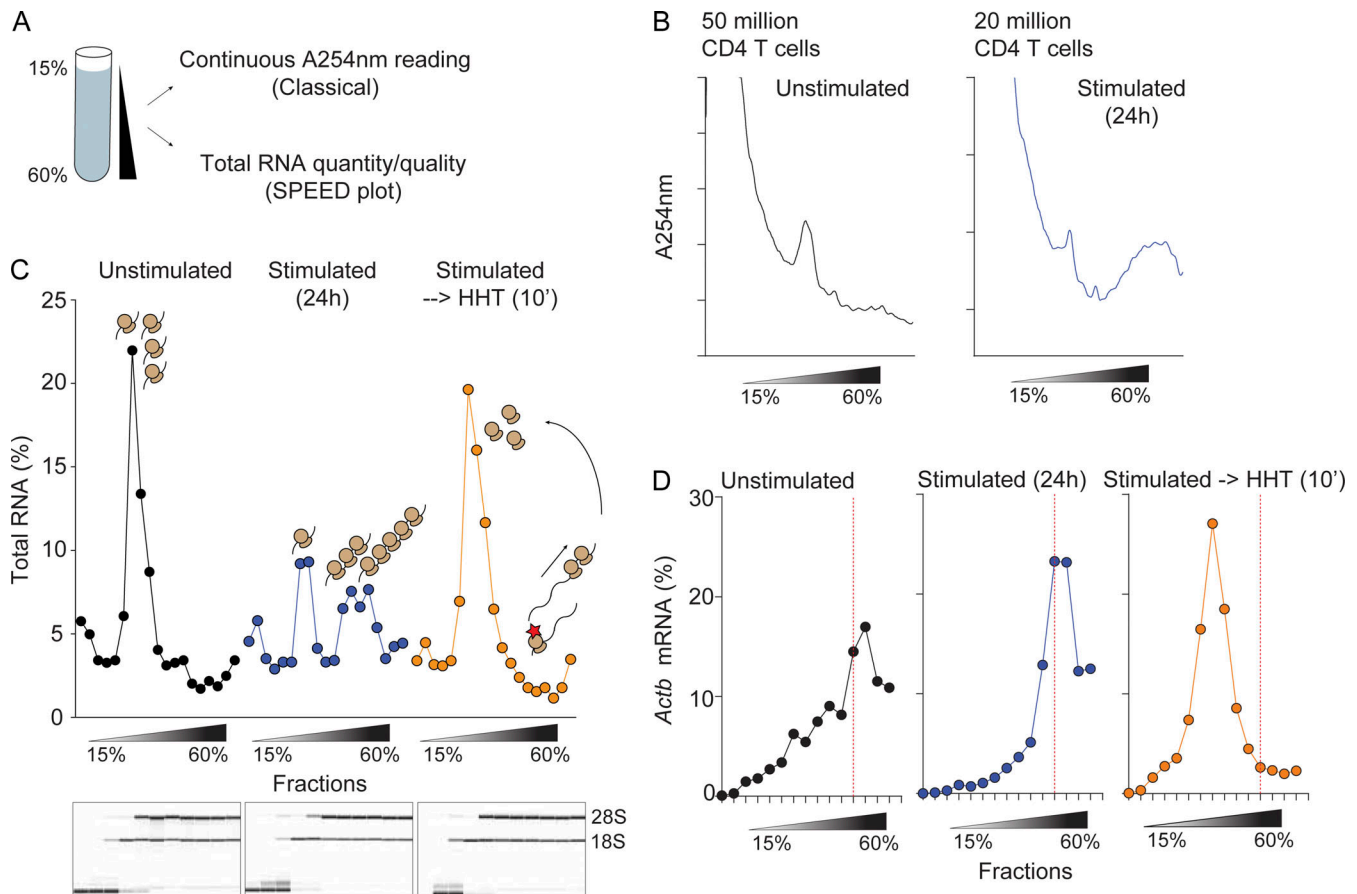 A
15%
60%
Continuous A254nm reading
(Classical)
Total RNA quantity/quality
(SPEED plot)
B
50 million
CD4 T cells
20 million
CD4 T cells
Unstimulated
Stimulated
(24h)
A254nm
15%
60%
15%
60%
C
Unstimulated
Stimulated
(24h)
Stimulated
--> HHT (10')
Total RNA (%)
25
20
15
10
5
0
15%
60%
15%
60%
15%
60%
Fractions
28S
18S
D
Unstimulated
Stimulated (24h)
Stimulated -> HHT (10')
Actb mRNA (%)
30
20
10
0
15%
60%
15%
60%
15%
60%
Fractions